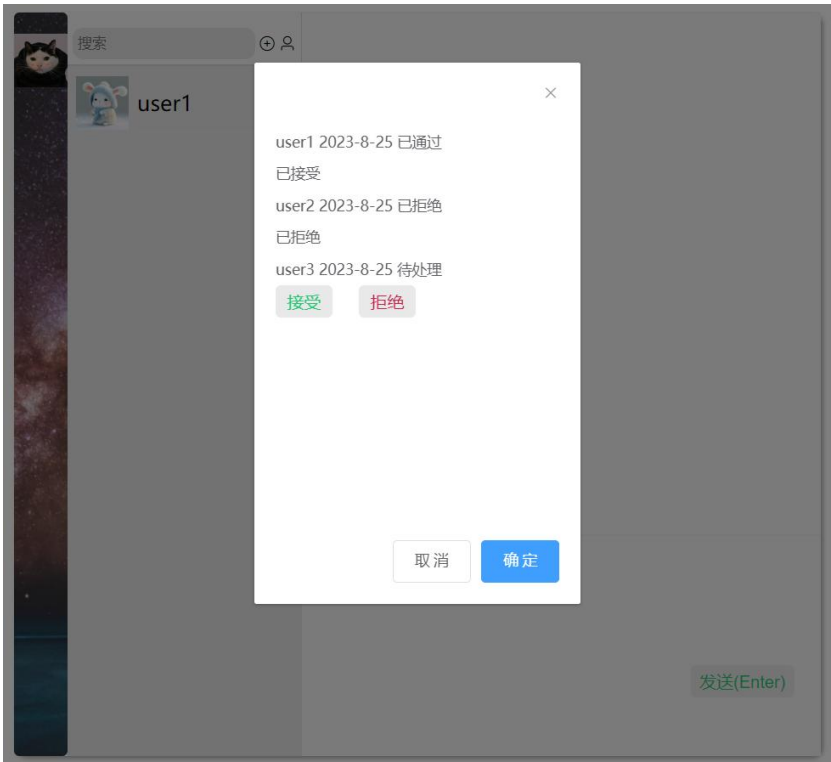 搜索
user1
user1 2023-8-25 已通过
已接受
user2 2023-8-25 已拒绝
已拒绝
user3 2023-8-25 待处理
接受 拒绝
取消 确定
发送(Enter)